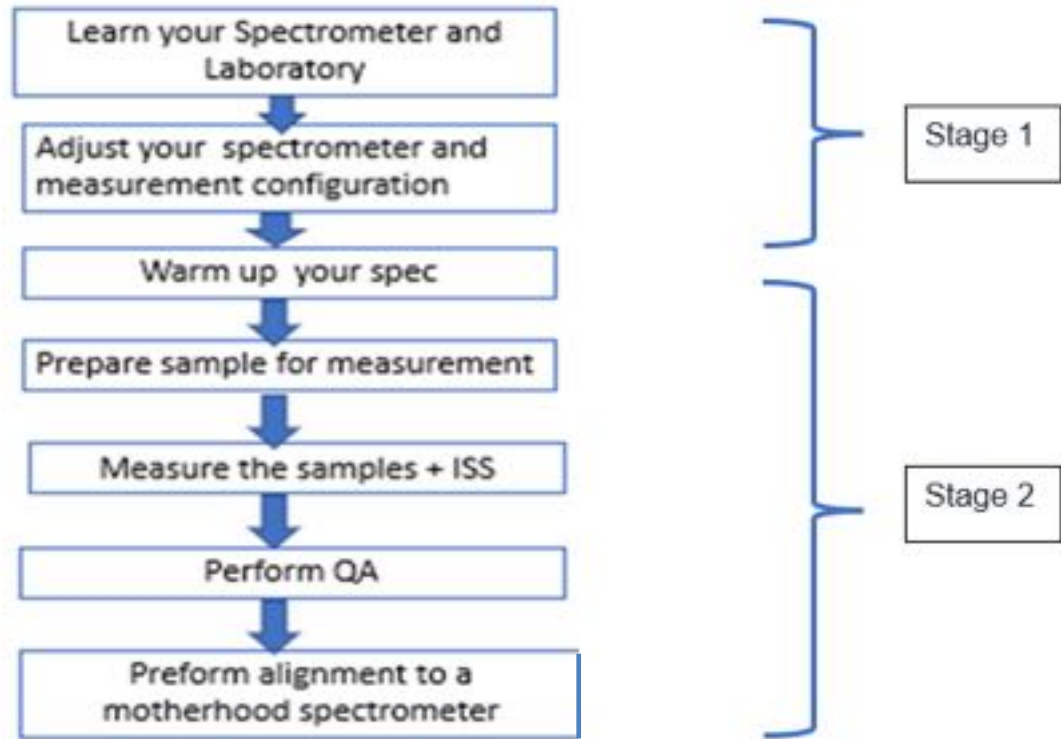 Learn your Spectrometer and
Laboratory
Adjust your spectrometer and
measurement configuration
Warm up your spec
Prepare sample for measurement
Measure the samples + ISS
Perform QA
Preform alignment to a
motherhood spectrometer
Stage 1
Stage 2